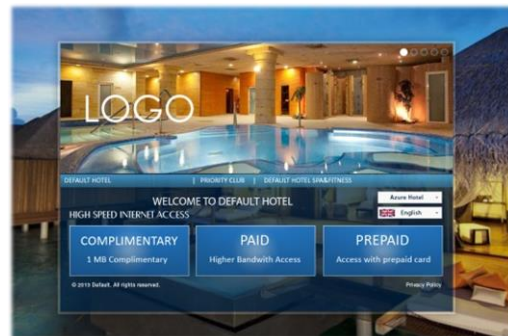 LOGO
DEFAULT HOTEL | PRIORITY CLUB | DEFAULT HOTEL SPA&FITNESS
WELCOME TO DEFAULT HOTEL
Azure Hotel
HIGH SPEED INTERNET ACCESS
English
COMPLIMENTARY
1 MB Complimentary
PAID
Higher Bandwith Access
PREPAID
Access with prepaid card
© 2015 Default. All rights reserved.
Privacy Policy